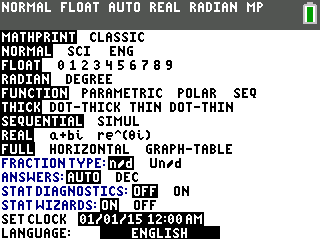 NORMAL FLOAT AUTO REAL RADIAN MP
MATHPRINT CLASSIC
NORMAL SCI ENG
FLOAT 0 1 2 3 4 5 6 7 8 9
RADIAN DEGREE
FUNCTION PARAMETRIC POLAR SEQ
THICK DOT-THICK THIN DOT-THIN
SEQUENTIAL SIMUL
REAL a+bi re^(θi)
FULL HORIZONTAL GRAPH-TABLE
FRACTION TYPE: n/d Un/d
ANSWERS: AUTO DEC
STAT DIAGNOSTICS: OFF ON
STAT WIZARDS: ON OFF
SET CLOCK 01/01/15 12:00 AM
LANGUAGE: ENGLISH